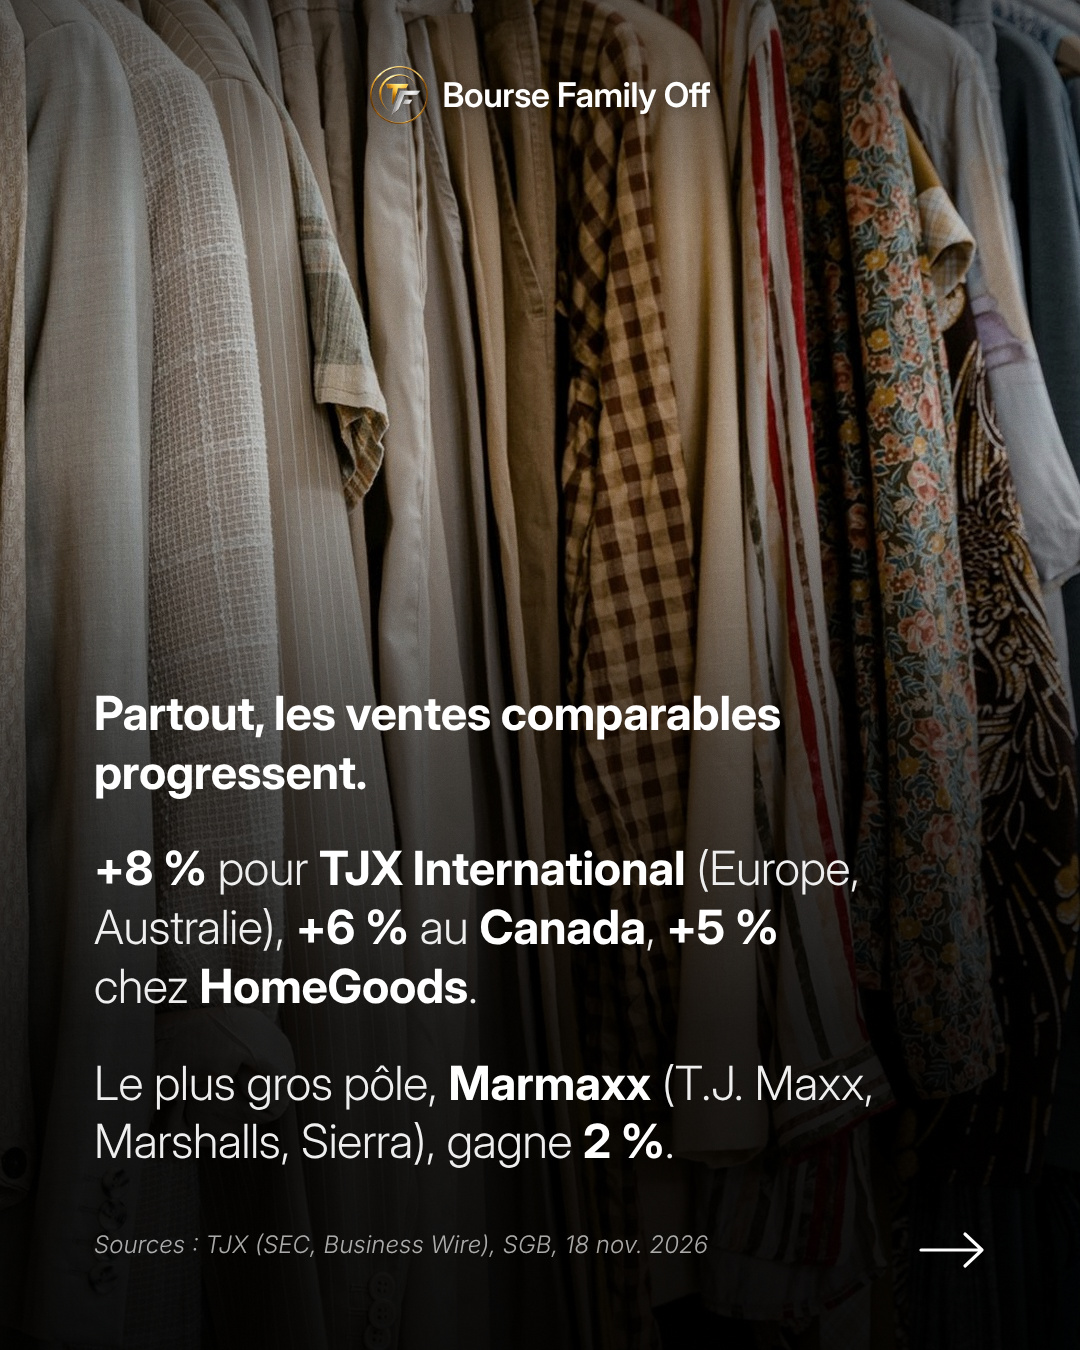 Bourse Family Off
Partout, les ventes comparables
progressent.
+8 % pour TJX International (Europe,
Australie), +6 % au Canada, +5 %
chez HomeGoods.
Le plus gros pôle, Marmaxx (T.J. Maxx,
Marshalls, Sierra), gagne 2 %.
Sources : TJX (SEC, Business Wire), SGB, 18 nov. 2026